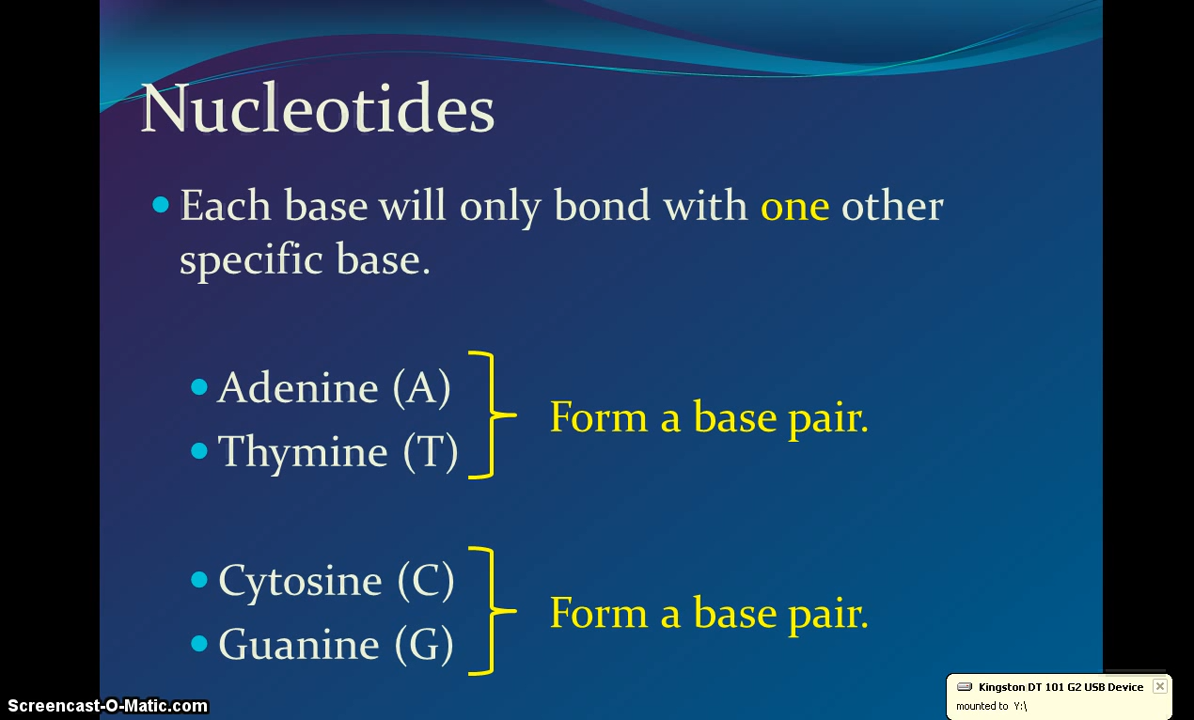 Nucleotides
Each base will only bond with one other
specific base.
Adenine (A)
Thymine (T)
Form a base pair.
Cytosine (C)
Guanine (G)
Form a base pair.
Screencast-O-Matic.com
Kingston DT 101 G2 USB Device
mounted to Y:\